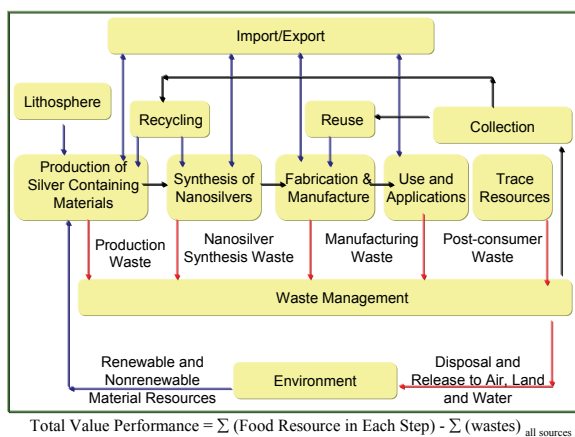 Import/Export
Lithosphere
Recycling
Reuse
Collection
Production of
Silver Containing
Materials
Synthesis of
Nanosilvers
Fabrication &
Manufacture
Use and
Applications
Trace
Resources
Production
Waste
Nanosilver
Synthesis Waste
Manufacturing
Waste
Post-consumer
Waste
Waste Management
Renewable and
Nonrenewable
Material Resources
Environment
Disposal and
Release to Air, Land
and Water
Total Value Performance = ∑ (Food Resource in Each Step) - ∑ (wastes) all sources